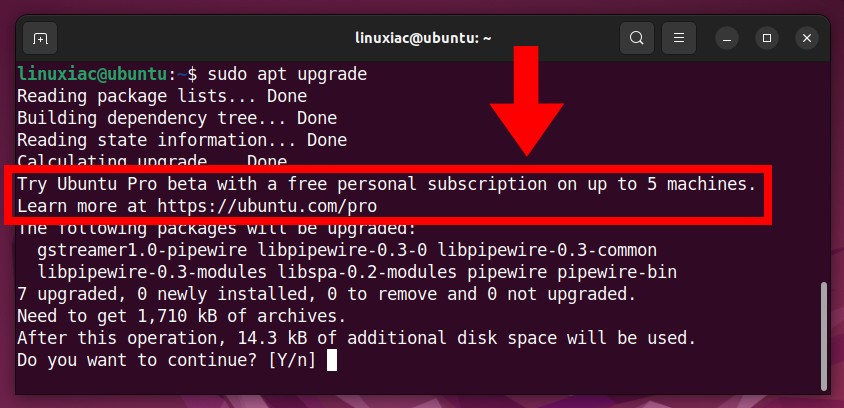 linuxiac@ubuntu: ~
linuxiac@ubuntu:~$ sudo apt upgrade
Reading package lists... Done
Building dependency tree... Done
Reading state information... Done
Calculating upgrade... Done
Try Ubuntu Pro beta with a free personal subscription on up to 5 machines.
Learn more at https://ubuntu.com/pro
The following packages will be upgraded:
gstreamer1.0-pipewire libpipewire-0.3-0 libpipewire-0.3-common
libpipewire-0.3-modules libspa-0.2-modules pipewire pipewire-bin
7 upgraded, 0 newly installed, 0 to remove and 0 not upgraded.
Need to get 1,710 kB of archives.
After this operation, 14.3 kB of additional disk space will be used.
Do you want to continue? [Y/n]